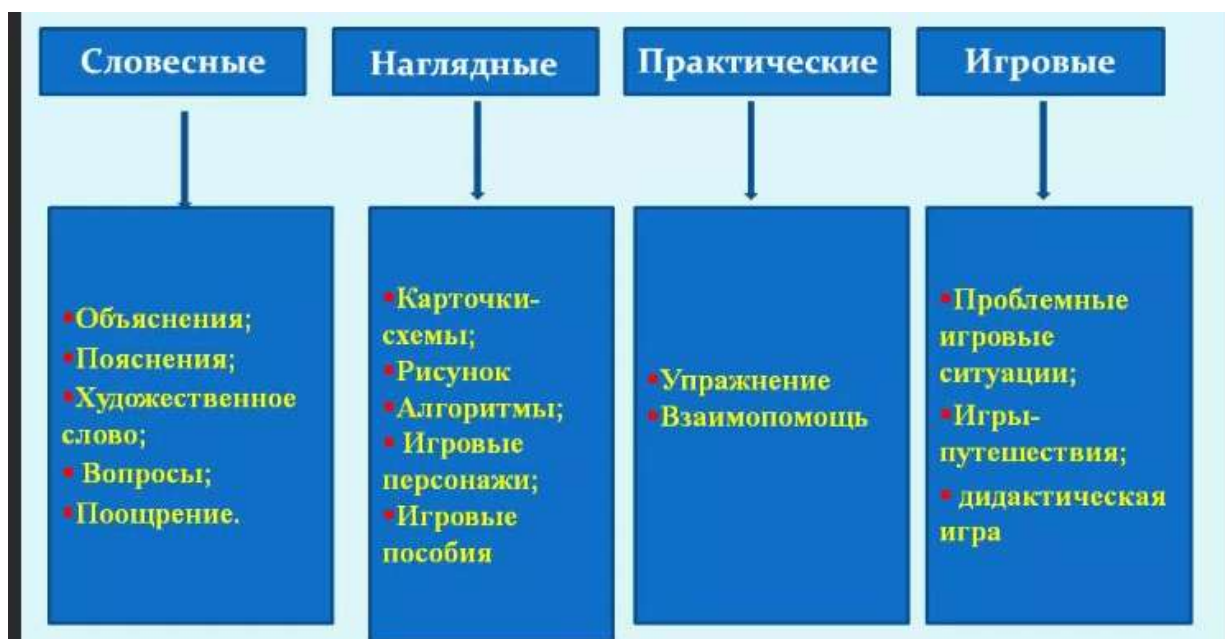 Словесные
Наглядные
Практические
Игровые
▪Объяснения;
▪Пояснения;
▪Художественное
слово;
▪ Вопросы;
▪Поощрение.
▪Карточки-
схемы;
▪Рисунок
▪Алгоритмы;
▪ Игровые
персонажи;
▪Игровые
пособия
▪Упражнение
▪Взаимопомощь
▪Проблемные
игровые
ситуации;
▪Игры-
путешествия;
▪ дидактическая
игра